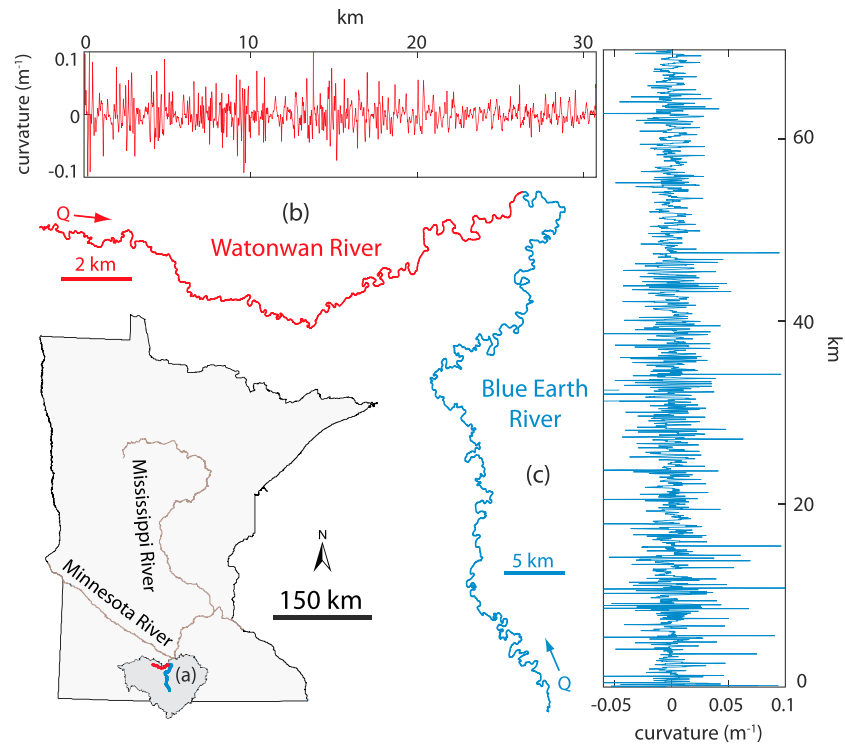 km
0 10 20 30
0.1
0
-0.1
curvature (m⁻¹)
(b)
Q
Watonwan River
2 km
Blue Earth
River
(c)
5 km
Q
Mississippi River
Minnesota River
N
150 km
(a)
60
40
20
0
km
-0.05 0 0.05 0.1
curvature (m⁻¹)